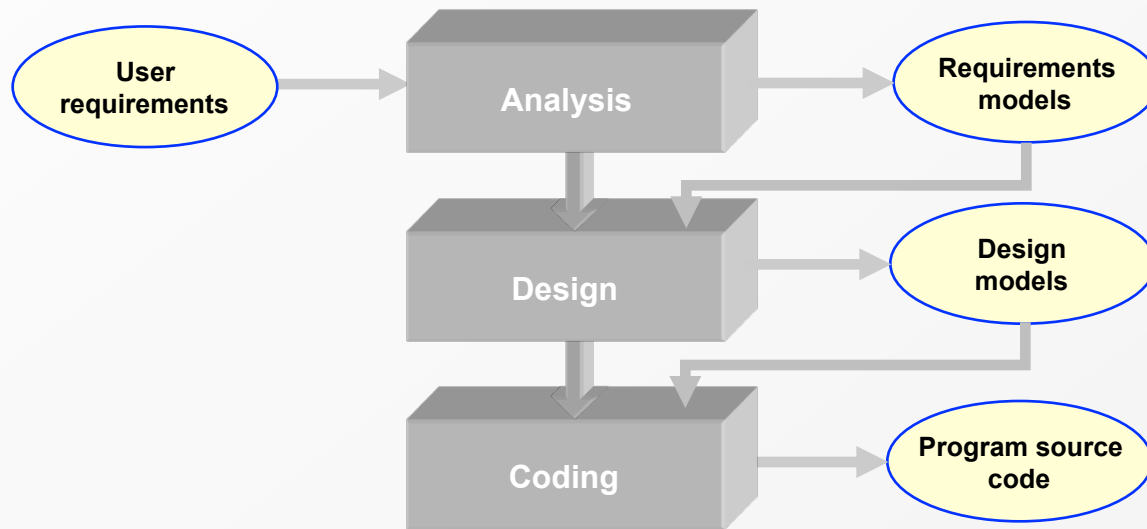 User
requirements
Analysis
Requirements
models
Design
Design
models
Coding
Program source
code